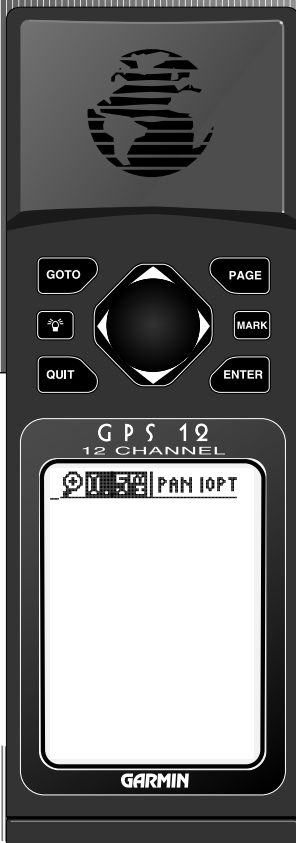 GOTO
PAGE
MARK
QUIT
ENTER
GPS 12
12 CHANNEL
0.5 PAN |OPT
GARMIN